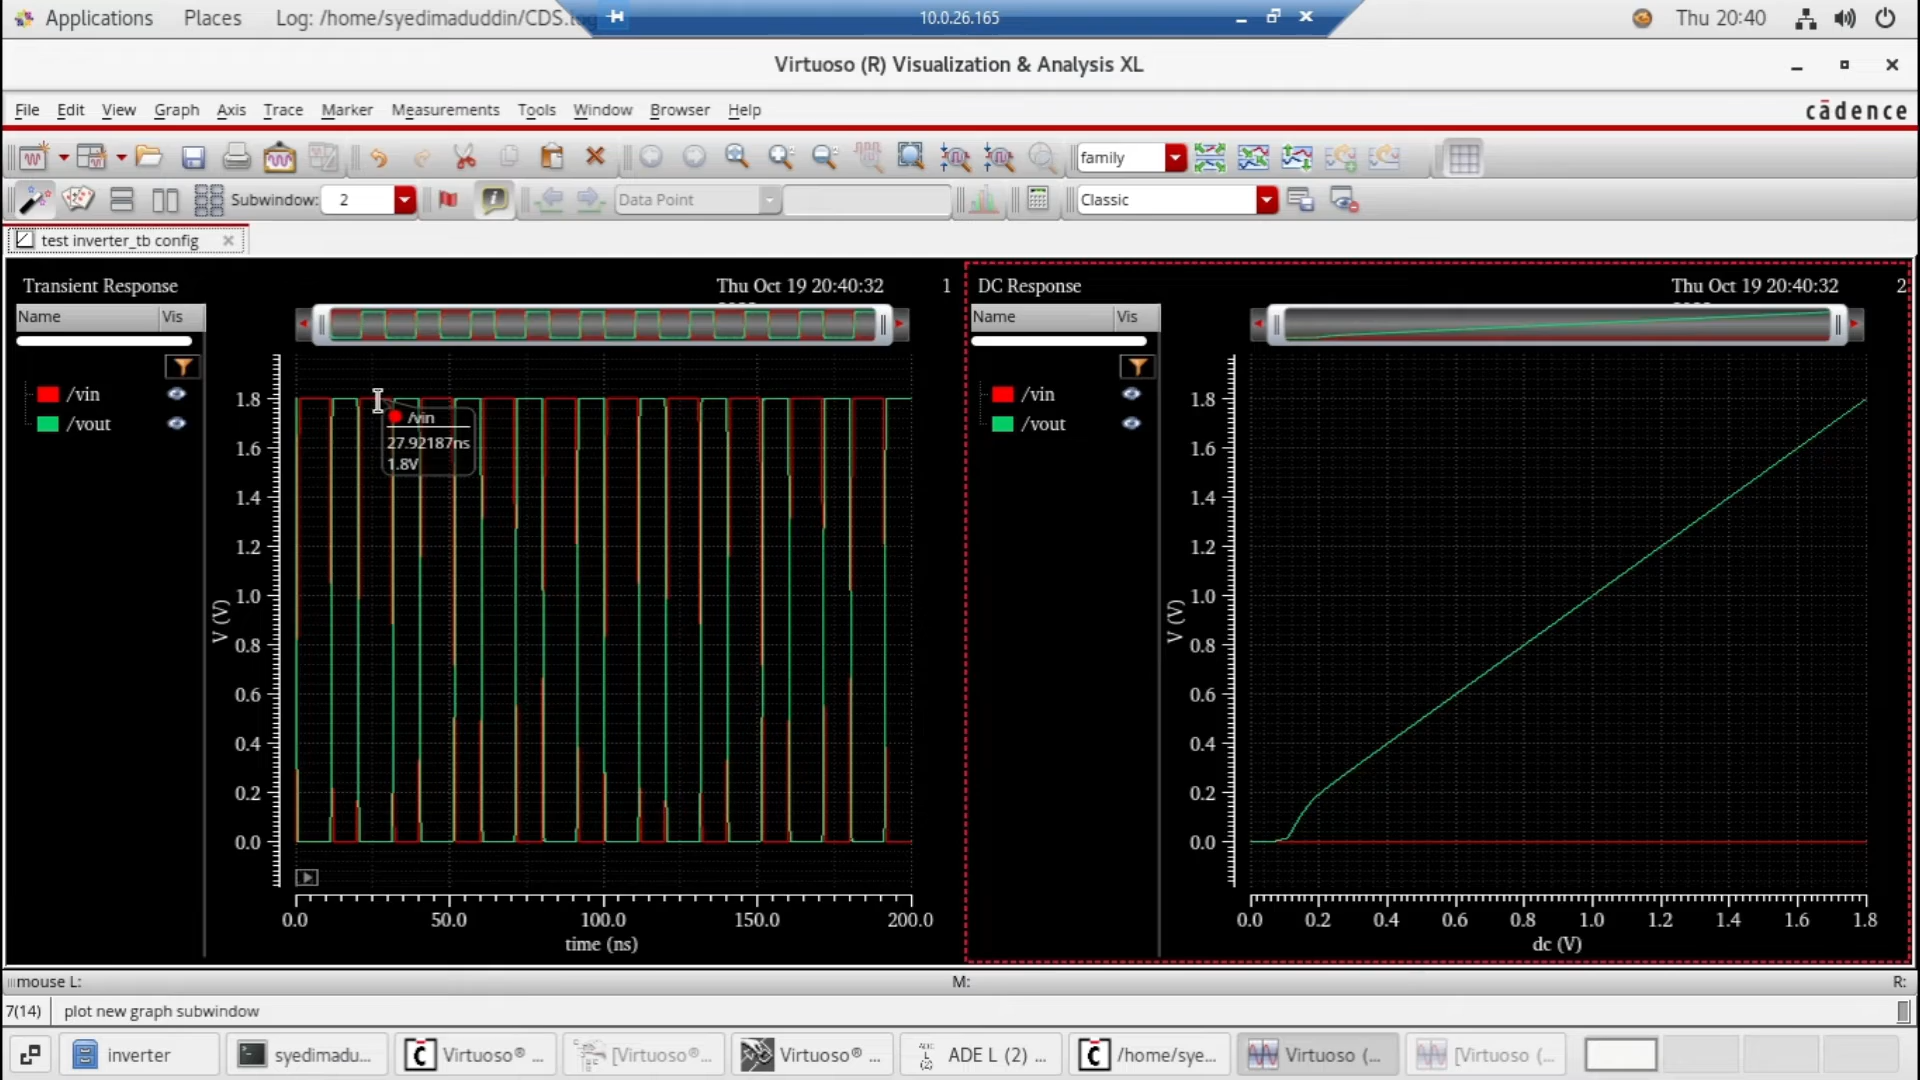 Applications Places Log: /home/syedimaduddin/CDS.log 10.0.26.165 Thu 20:40
Virtuoso (R) Visualization & Analysis XL
File Edit View Graph Axis Trace Marker Measurements Tools Window Browser Help cādence
family
Subwindow: 2 Data Point Classic
test inverter_tb config
Transient Response Thu Oct 19 20:40:32 1
Name Vis
/vin
/vout
/vin
27.92187ns
1.8V
1.8
1.6
1.4
1.2
1.0
0.8
0.6
0.4
0.2
0.0
V (V)
0.0 50.0 100.0 150.0 200.0
time (ns)
DC Response Thu Oct 19 20:40:32 2
Name Vis
/vin
/vout
1.8
1.6
1.4
1.2
1.0
0.8
0.6
0.4
0.2
0.0
V (V)
0.0 0.2 0.4 0.6 0.8 1.0 1.2 1.4 1.6 1.8
dc (V)
mouse L: M: R:
7(14) plot new graph subwindow
inverter syedimadu... Virtuoso® ... [Virtuoso®... Virtuoso® ... ADE L (2) ... /home/sye... Virtuoso (... [Virtuoso (...